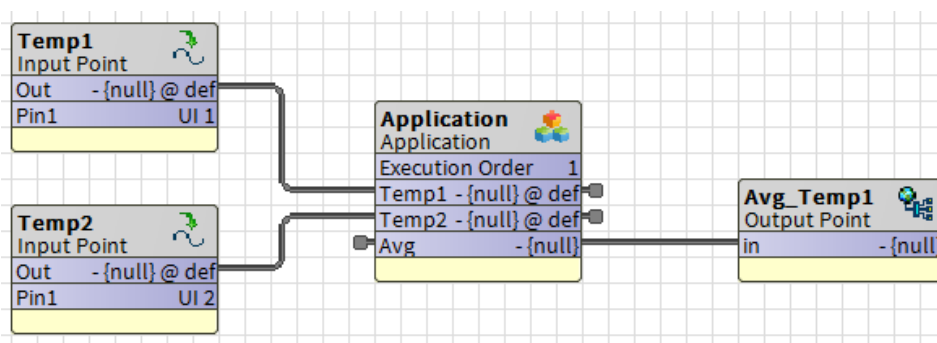 Temp1
Input Point
Out - {null} @ def
Pin1 UI 1
Temp2
Input Point
Out - {null} @ def
Pin1 UI 2
Application
Application
Execution Order 1
Temp1 - {null} @ def
Temp2 - {null} @ def
Avg - {null}
Avg_Temp1
Output Point
in - {null